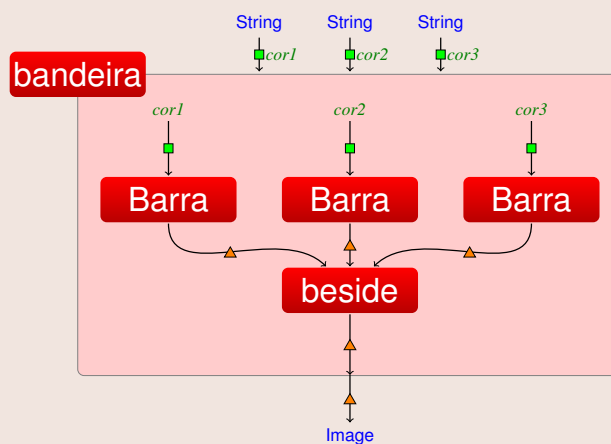 String String String
cor1 cor2 cor3
bandeira
cor1 cor2 cor3
Barra Barra Barra
beside
Image